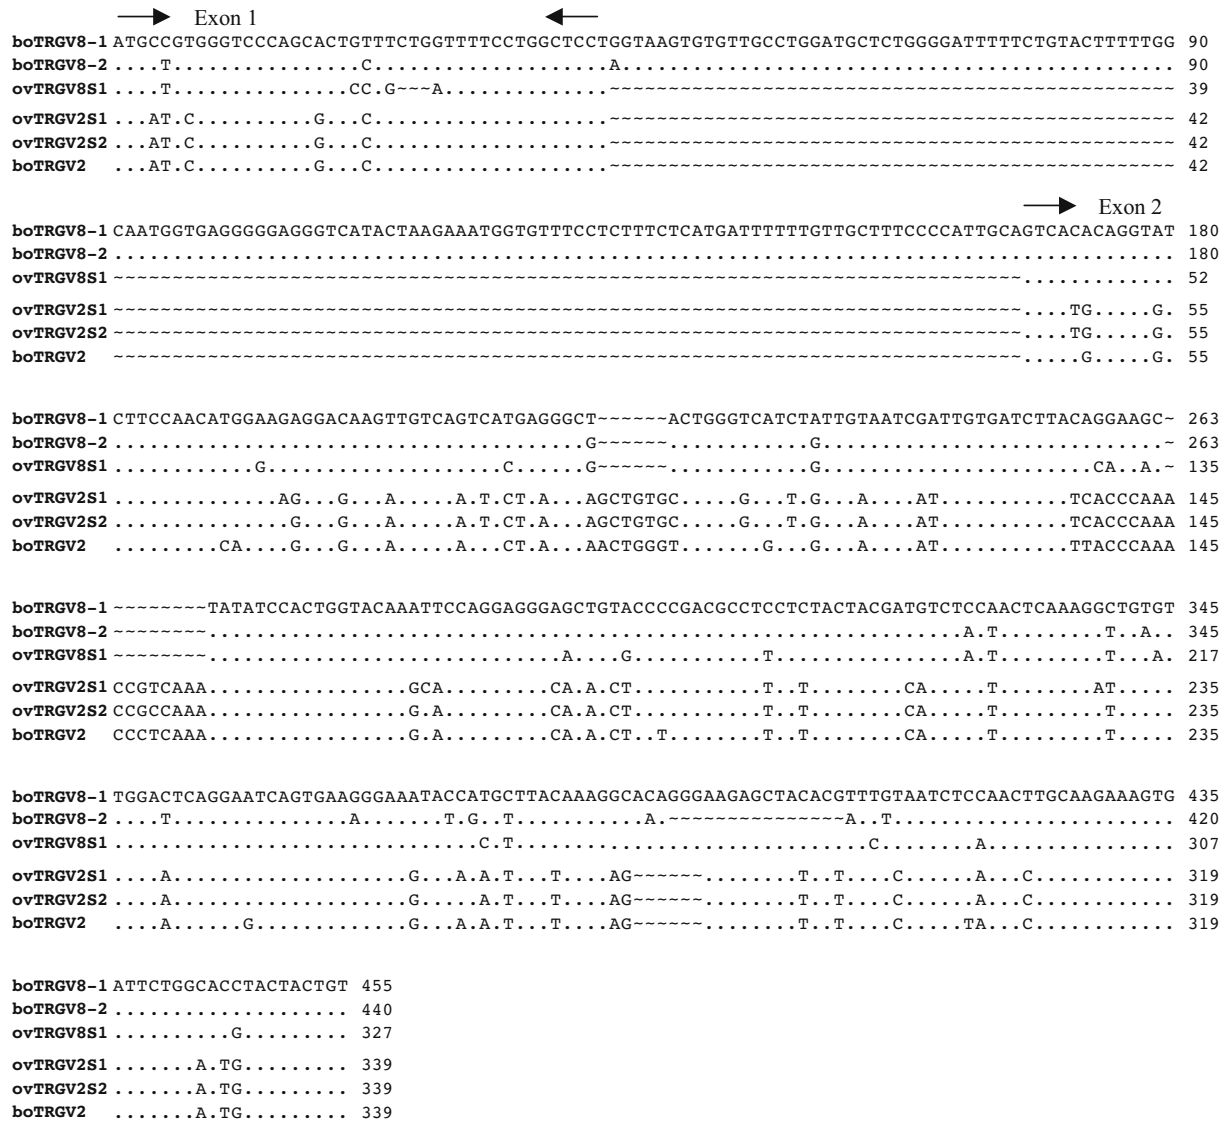 Exon 1
boTRGV8-1 ATGCCGTGGGTCCCAGCACTGTTTCTGGTTTTCCTGGCTCCTGGTAAGTGTGTTGCCTGGATGCTCTGGGGATTTTTCTGTACTTTTTGG 90
boTRGV8-2 ....T................C....................A............................................... 90
ovTRGV8S1 ....T...............CC.G~~~A..............~~~~~~~~~~~~~~~~~~~~~~~~~~~~~~~~~~~~~~~~~~~~~~~~ 39
ovTRGV2S1 ...AT.C..........G...C....................~~~~~~~~~~~~~~~~~~~~~~~~~~~~~~~~~~~~~~~~~~~~~~~~ 42
ovTRGV2S2 ...AT.C..........G...C....................~~~~~~~~~~~~~~~~~~~~~~~~~~~~~~~~~~~~~~~~~~~~~~~~ 42
boTRGV2 ...AT.C..........G...C....................~~~~~~~~~~~~~~~~~~~~~~~~~~~~~~~~~~~~~~~~~~~~~~~~ 42
Exon 2
boTRGV8-1 CAATGGTGAGGGGGAGGGTCATACTAAGAAATGGTGTTTCCTCTTTCTCATGATTTTTTGTTGCTTTCCCCATTGCAGTCACACAGGTAT 180
boTRGV8-2 .......................................................................................... 180
ovTRGV8S1 ~~~~~~~~~~~~~~~~~~~~~~~~~~~~~~~~~~~~~~~~~~~~~~~~~~~~~~~~~~~~~~~~~~~~~~~~~~~~~............. 52
ovTRGV2S1 ~~~~~~~~~~~~~~~~~~~~~~~~~~~~~~~~~~~~~~~~~~~~~~~~~~~~~~~~~~~~~~~~~~~~~~~~~~~~~....TG.....G. 55
ovTRGV2S2 ~~~~~~~~~~~~~~~~~~~~~~~~~~~~~~~~~~~~~~~~~~~~~~~~~~~~~~~~~~~~~~~~~~~~~~~~~~~~~....TG.....G. 55
boTRGV2 ~~~~~~~~~~~~~~~~~~~~~~~~~~~~~~~~~~~~~~~~~~~~~~~~~~~~~~~~~~~~~~~~~~~~~~~~~~~~~.....G.....G. 55
boTRGV8-1 CTTCCAACATGGAAGAGGACAAGTTGTCAGTCATGAGGGCT~~~~~~ACTGGGTCATCTATTGTAATCGATTGTGATCTTACAGGAAGC~ 263
boTRGV8-2 ........................................G~~~~~~............G.............................~ 263
ovTRGV8S1 ............G....................C......G~~~~~~............G.......................CA..A.~ 135
ovTRGV2S1 ..............AG...G...A.....A.T.CT.A...AGCTGTGC.....G...T.G...A....AT...........TCACCCAAA 145
ovTRGV2S2 ...............G...G...A.....A.T.CT.A...AGCTGTGC.....G...T.G...A....AT...........TCACCCAAA 145
boTRGV2 .........CA....G...G...A.....A...CT.A...AACTGGGT.......G...G...A...AT...........TTACCCAAA 145
boTRGV8-1 ~~~~~~~~TATATCCACTGGTACAAATTCCAGGAGGGAGCTGTACCCCGACGCCTCCTCTACTACGATGTCTCCAACTCAAAGGCTGTGT 345
boTRGV8-2 ~~~~~~~~................................................................A.T.........T..A.. 345
ovTRGV8S1 ~~~~~~~~..............................A....G...........T................A.T.........T...A. 217
ovTRGV2S1 CCGTCAAA.................GCA.........CA.A.CT............T..T........CA.....T........AT..... 235
ovTRGV2S2 CCGCCAAA.................G.A.........CA.A.CT............T..T........CA.....T.........T..... 235
boTRGV2 CCCTCAAA.................G.A.........CA.A.CT..T.........T..T........CA.....T.........T..... 235
boTRGV8-1 TGGACTCAGGAATCAGTGAAGGGAAATACCATGCTTACAAAGGCACAGGGAAGAGCTACACGTTTGTAATCTCCAACTTGCAAGAAAGTG 435
boTRGV8-2 ....T...............A.......T.G..T...........A.~~~~~~~~~~~~~~~A..T........................ 420
ovTRGV8S1 ...............................C.T..............................C........A................ 307
ovTRGV2S1 ....A....................G...A.A.T...T....AG~~~~~~........T..T....C......A...C............ 319
ovTRGV2S2 ....A....................G.....A.T...T....AG~~~~~~........T..T....C......A...C............ 319
boTRGV2 ....A......G.............G...A.A.T...T....AG~~~~~~........T..T....C.....TA...C............ 319
boTRGV8-1 ATTCTGGCACCTACTACTGT 455
boTRGV8-2 .................... 440
ovTRGV8S1 ..........G......... 327
ovTRGV2S1 .......A.TG......... 339
ovTRGV2S2 .......A.TG......... 339
boTRGV2 .......A.TG......... 339